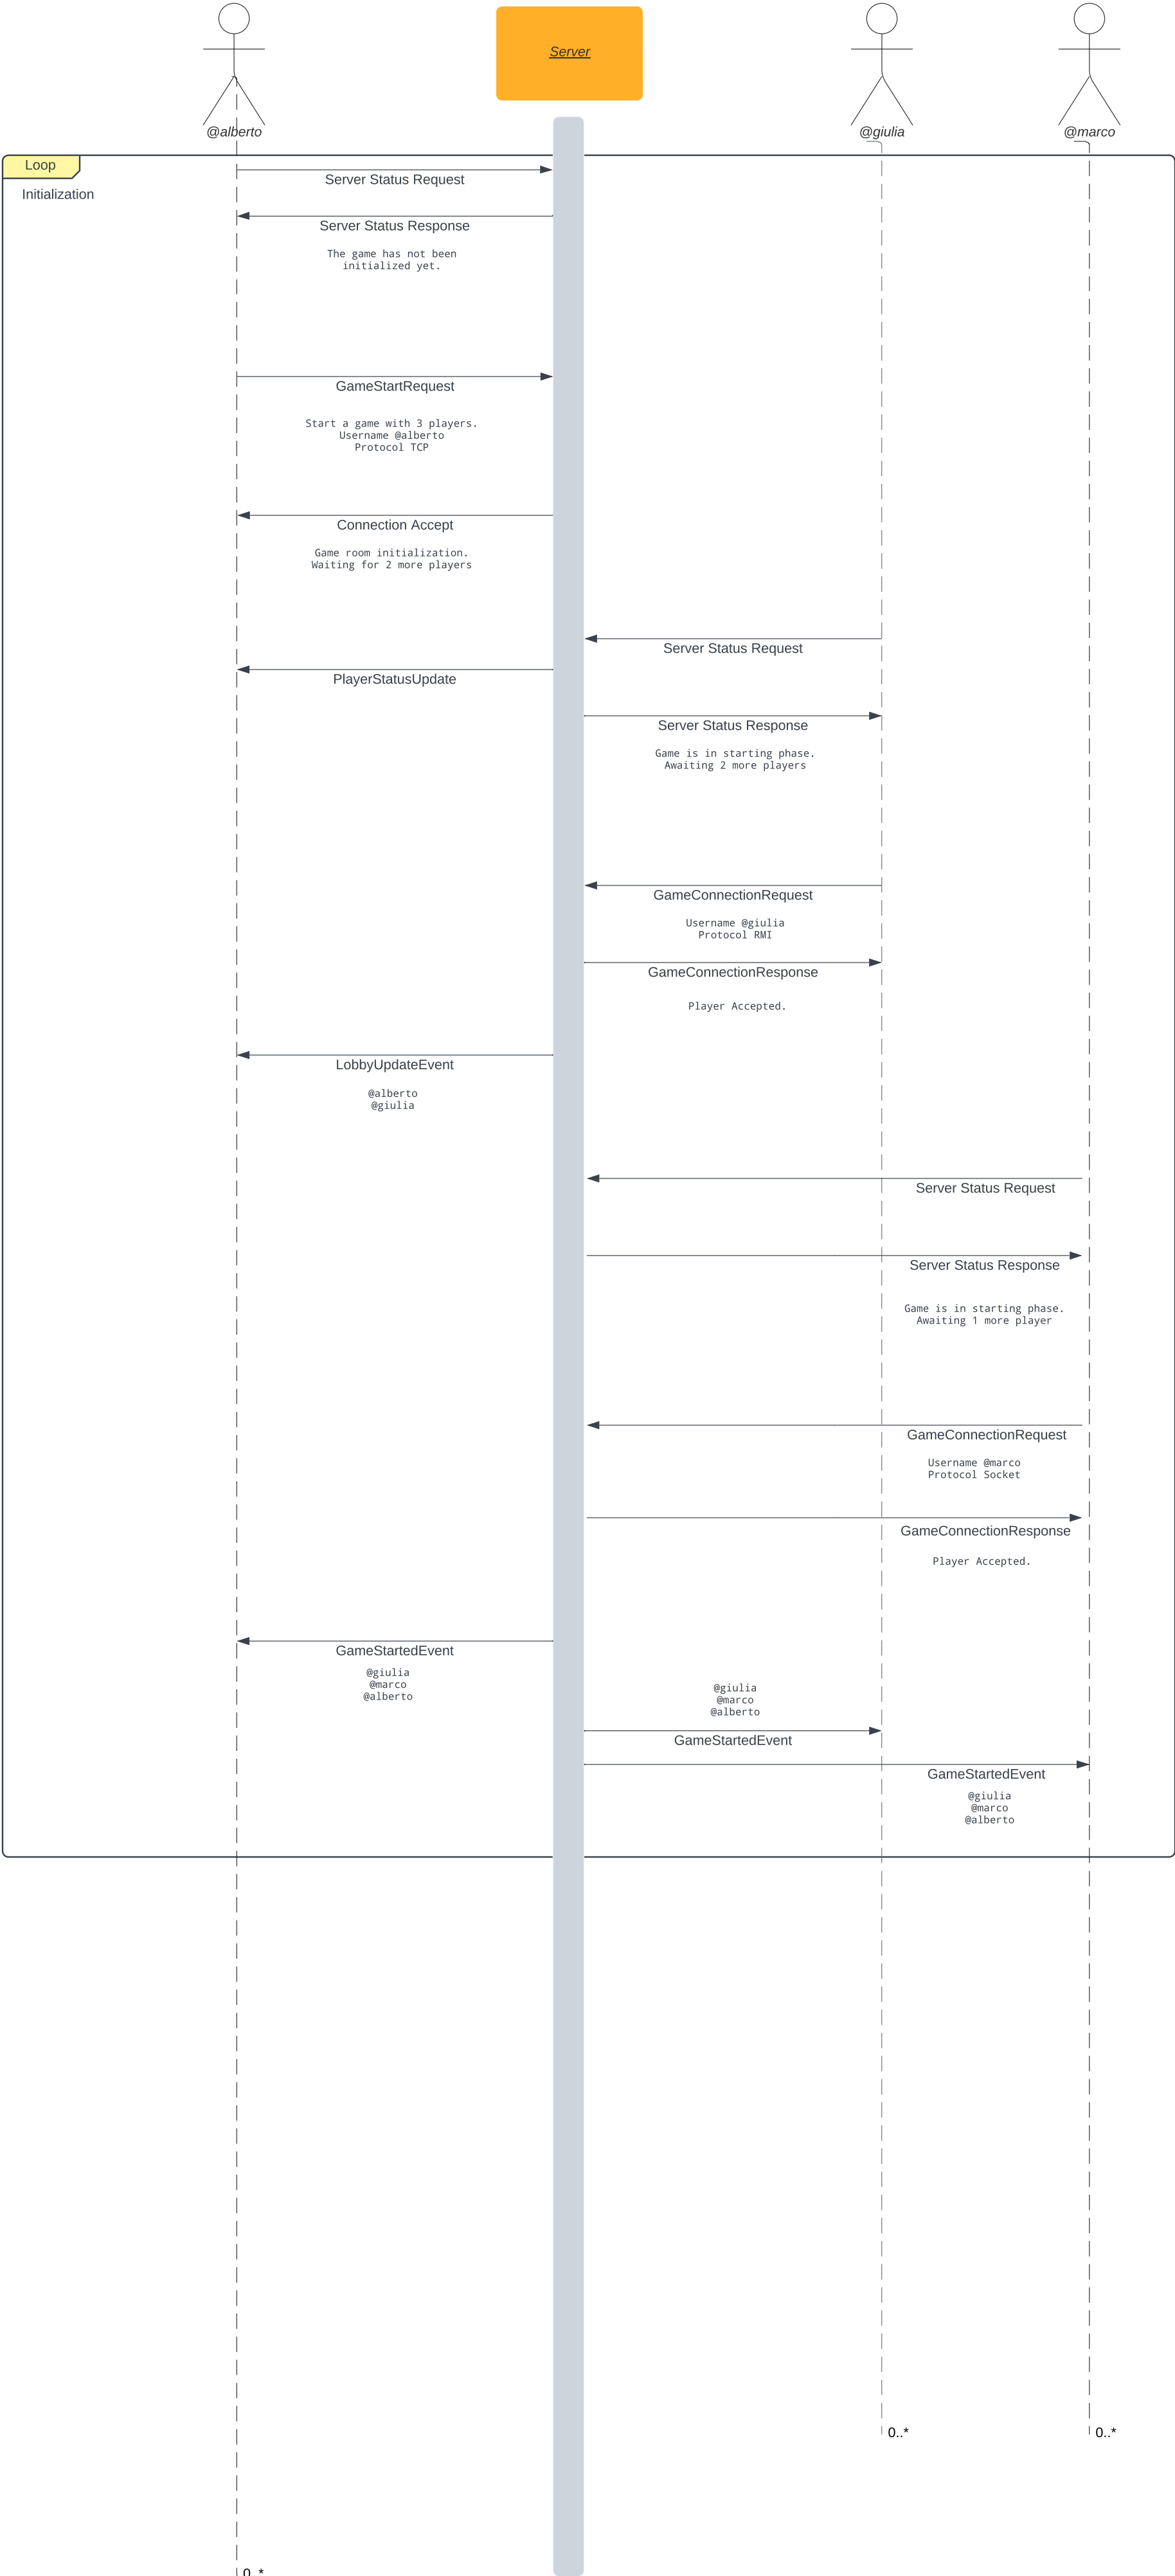 Server
@alberto
@giulia
@marco
Loop
Initialization
Server Status Request
Server Status Response
The game has not been
initialized yet.
GameStartRequest
Start a game with 3 players.
Username @alberto
Protocol TCP
Connection Accept
Game room initialization.
Waiting for 2 more players
Server Status Request
PlayerStatusUpdate
Server Status Response
Game is in starting phase.
Awaiting 2 more players
GameConnectionRequest
Username @giulia
Protocol RMI
GameConnectionResponse
Player Accepted.
LobbyUpdateEvent
@alberto
@giulia
Server Status Request
Server Status Response
Game is in starting phase.
Awaiting 1 more player
GameConnectionRequest
Username @marco
Protocol Socket
GameConnectionResponse
Player Accepted.
GameStartedEvent
@giulia
@marco
@alberto
@giulia
@marco
@alberto
GameStartedEvent
GameStartedEvent
@giulia
@marco
@alberto
0..*
0..*
0..*